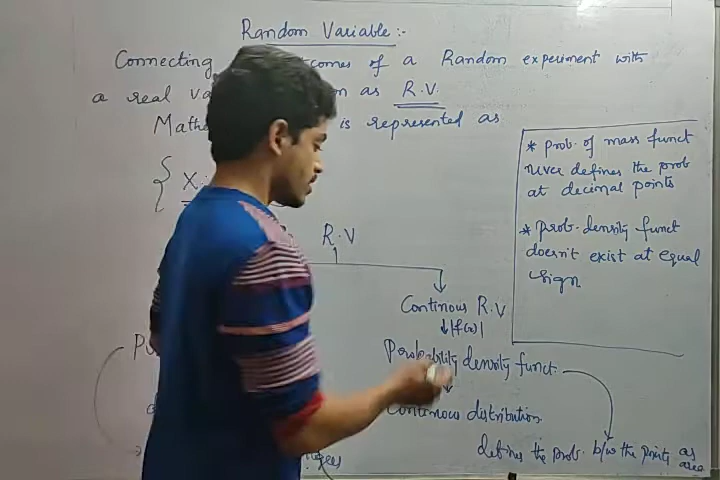 Random Variable :-
Connecting comes of a Random experiment with
a real va on as R.V.
Math is represented as
{ X :
R.V
Continous R.V
↓|f(x)|
Probability density funct.
Continous distribution
defines the prob. b/w the points as area
* prob. of mass funct
never defines the prob
at decimal points
* prob. density funct
doesn't exist at equal
sign